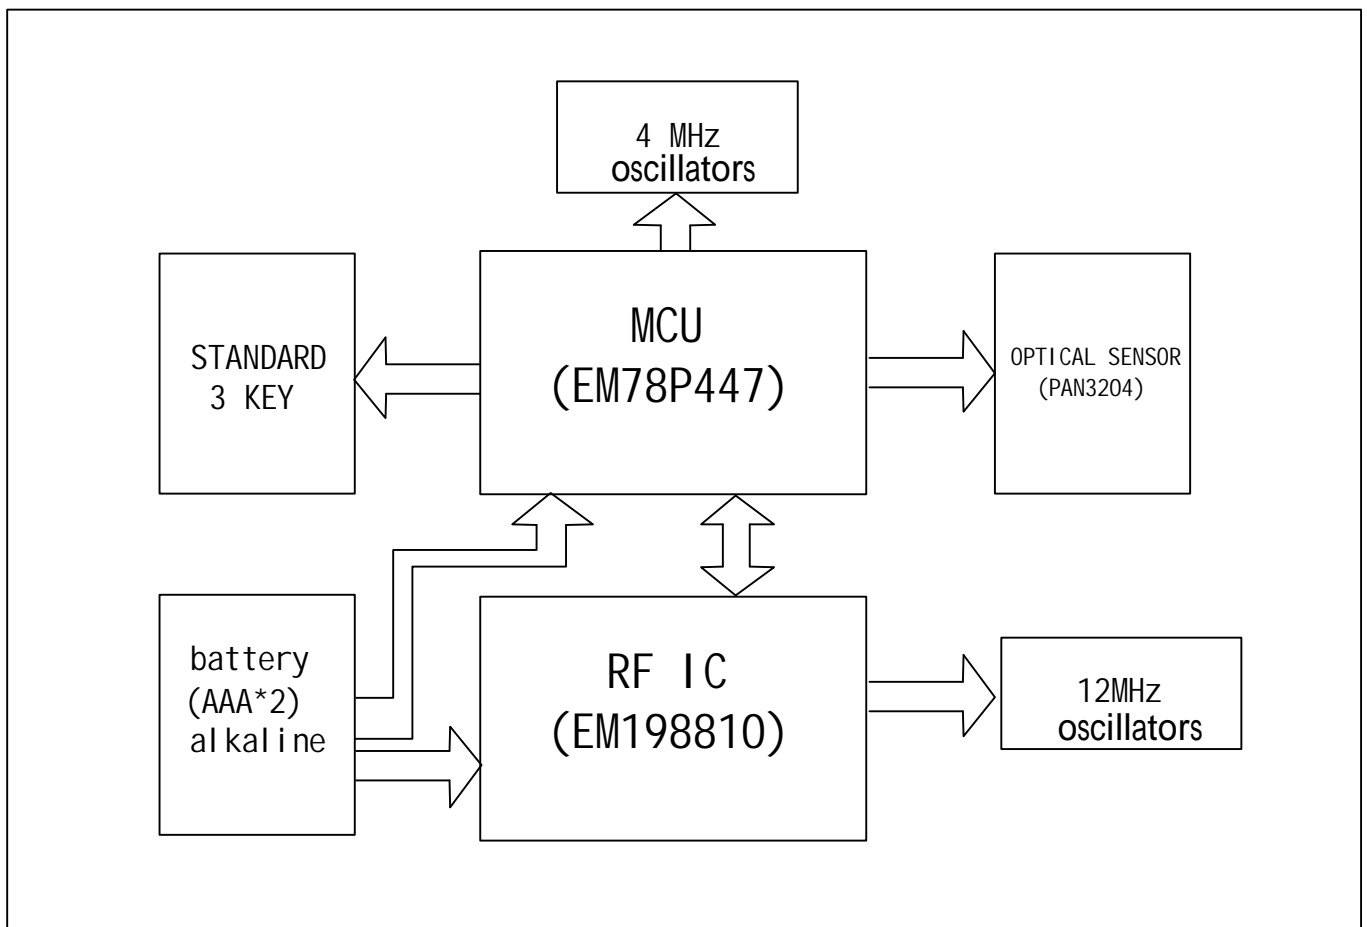 4 MHz
oscillators
MCU
(EM78P447)
STANDARD
3 KEY
OPTICAL SENSOR
(PAN3204)
battery
(AAA*2)
alkaline
RF IC
(EM198810)
12MHz
oscillators